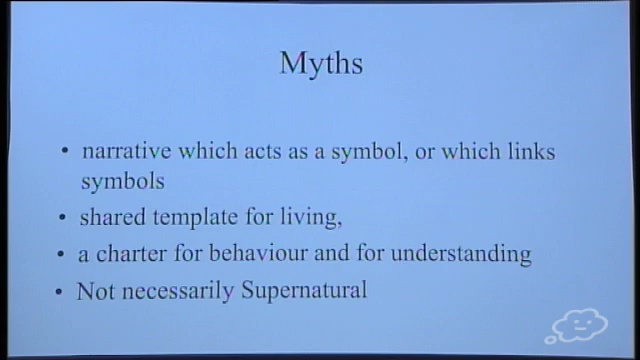 Myths
• narrative which acts as a symbol, or which links
symbols
• shared template for living,
• a charter for behaviour and for understanding
• Not necessarily Supernatural